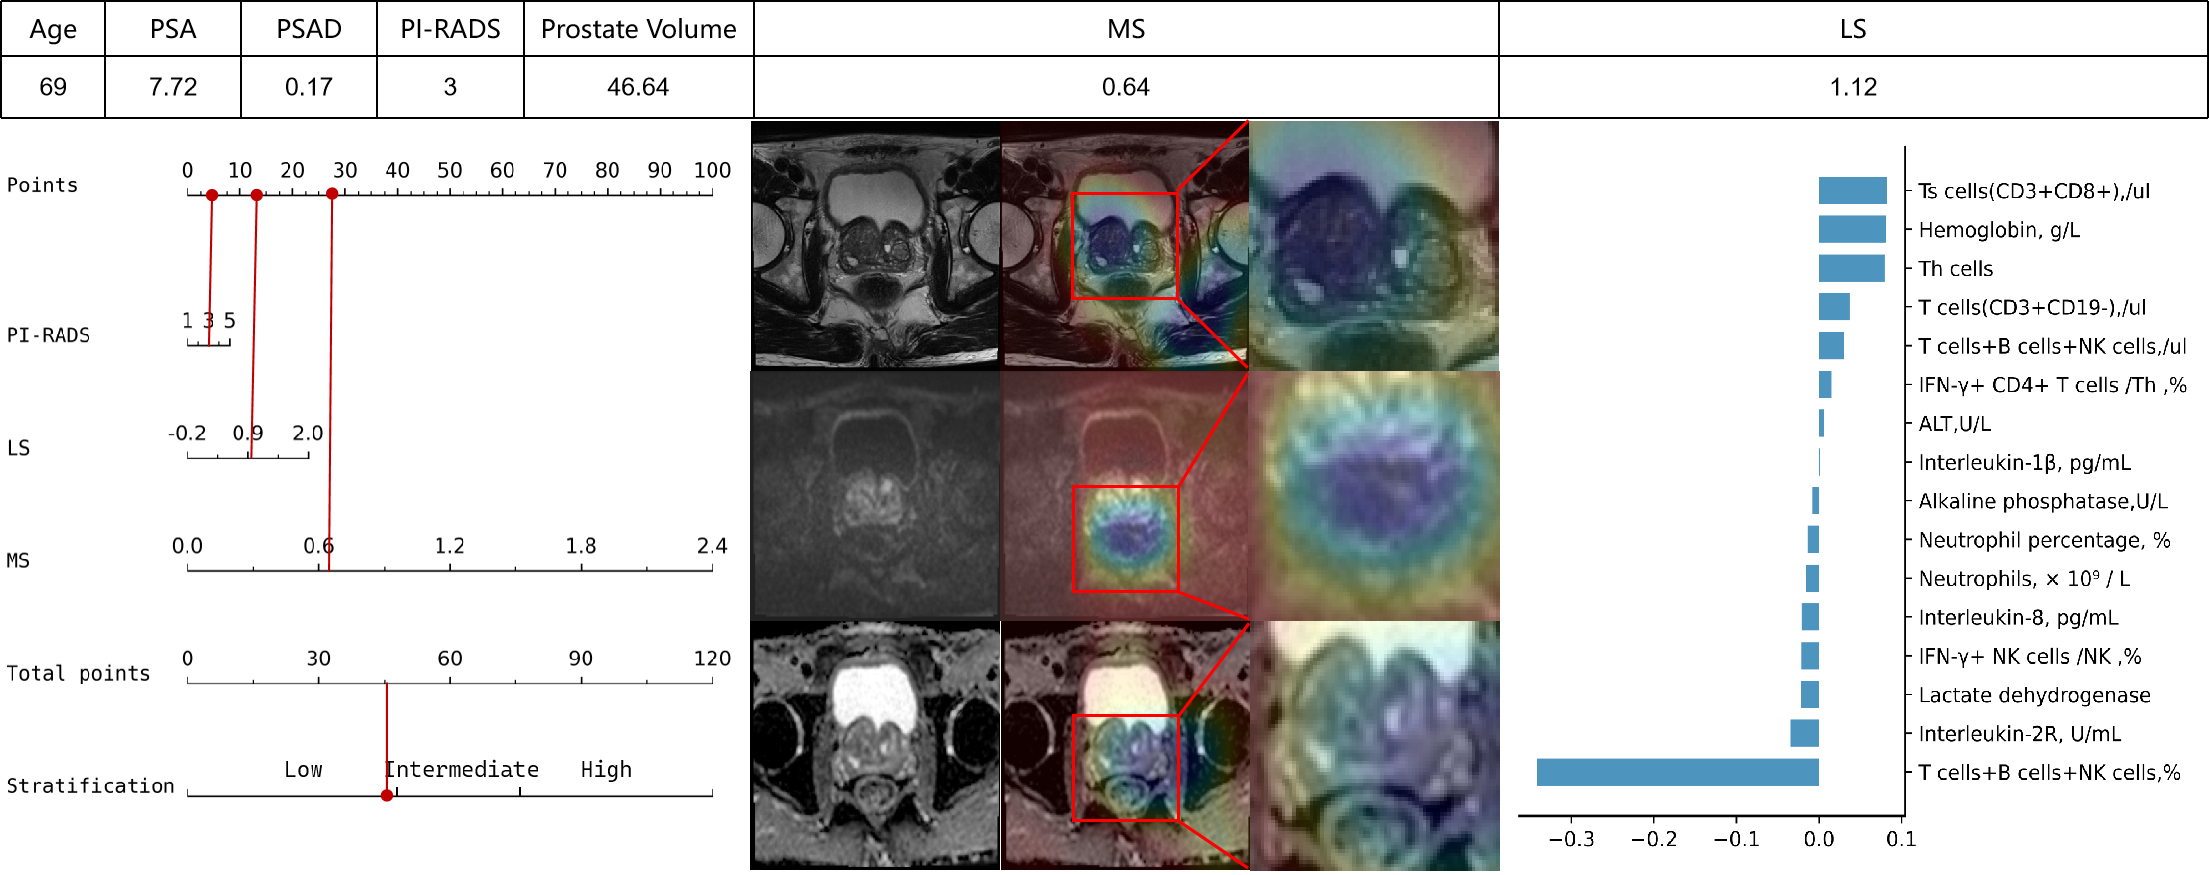 Age PSA PSAD PI-RADS Prostate Volume MS LS
69 7.72 0.17 3 46.64 0.64 1.12
0 10 20 30 40 50 60 70 80 90 100
Points
1 3 5
PI-RADS
-0.2 0.9 2.0
LS
0.0 0.6 1.2 1.8 2.4
MS
0 30 60 90 120
Total points
Low Intermediate High
Stratification
Ts cells(CD3+CD8+),/ul
Hemoglobin, g/L
Th cells
T cells(CD3+CD19-),/ul
T cells+B cells+NK cells,/ul
IFN-γ+ CD4+ T cells /Th ,%
ALT,U/L
Interleukin-1β, pg/mL
Alkaline phosphatase,U/L
Neutrophil percentage, %
Neutrophils, × 10⁹ / L
Interleukin-8, pg/mL
IFN-γ+ NK cells /NK ,%
Lactate dehydrogenase
Interleukin-2R, U/mL
T cells+B cells+NK cells,%
−0.3 −0.2 −0.1 0.0 0.1